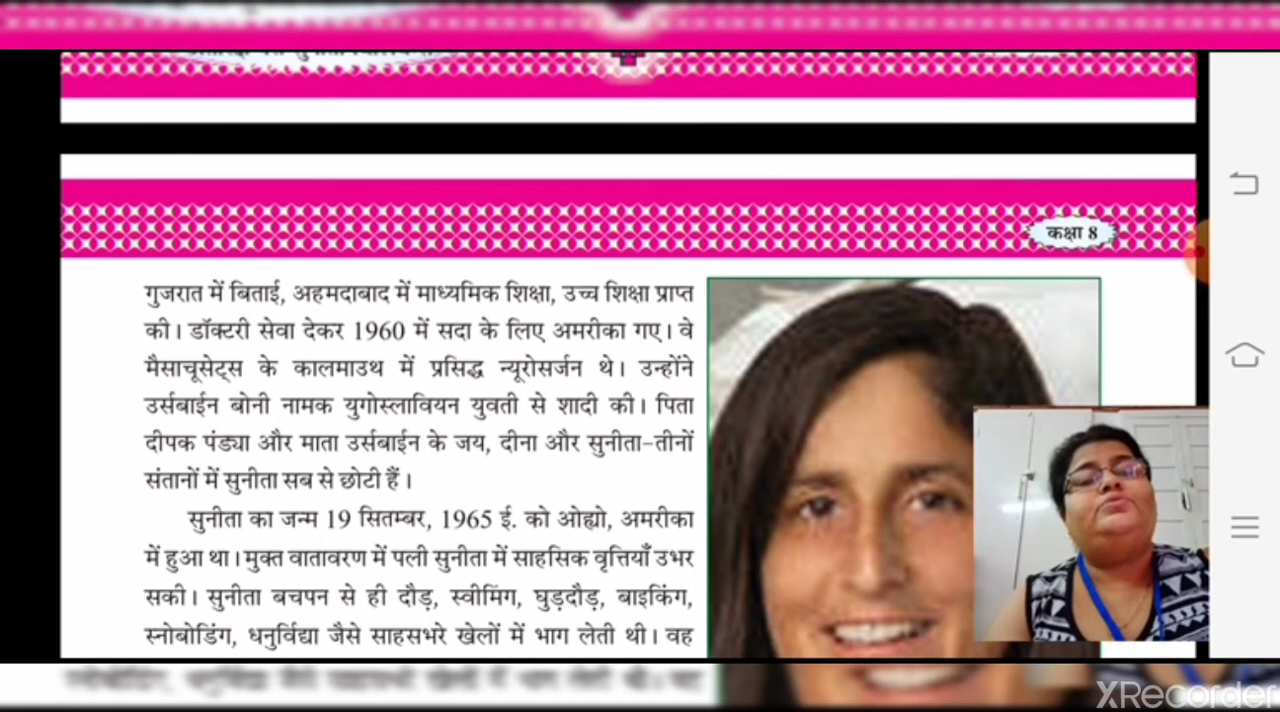 कक्षा 8
गुजरात में बिताई, अहमदाबाद में माध्यमिक शिक्षा, उच्च शिक्षा प्राप्त
की। डॉक्टरी सेवा देकर 1960 में सदा के लिए अमरीका गए। वे
मैसाचूसेट्स के कालमाउथ में प्रसिद्ध न्यूरोसर्जन थे। उन्होंने
उर्सबाईन बोनी नामक युगोस्लावियन युवती से शादी की। पिता
दीपक पंड्या और माता उर्सबाईन के जय, दीना और सुनीता-तीनों
संतानों में सुनीता सब से छोटी हैं।
सुनीता का जन्म 19 सितम्बर, 1965 ई. को ओह्यो, अमरीका
में हुआ था। मुक्त वातावरण में पली सुनीता में साहसिक वृत्तियाँ उभर
सकी। सुनीता बचपन से ही दौड़, स्वीमिंग, घुड़दौड़, बाइकिंग,
स्नोबोडिंग, धनुर्विद्या जैसे साहसभरे खेलों में भाग लेती थी। वह
XRecorder